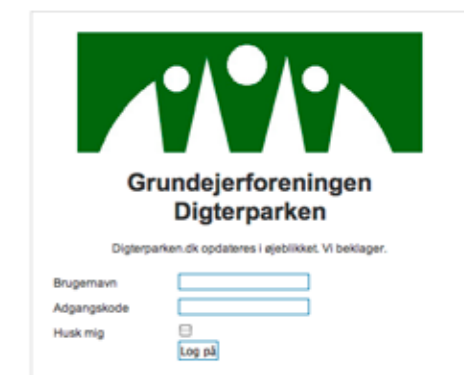 Grundejerforeningen
Digterparken
Digterparken.dk opdateres i øjeblikket. Vi beklager.
Brugernavn
Adgangskode
Husk mig
Log på